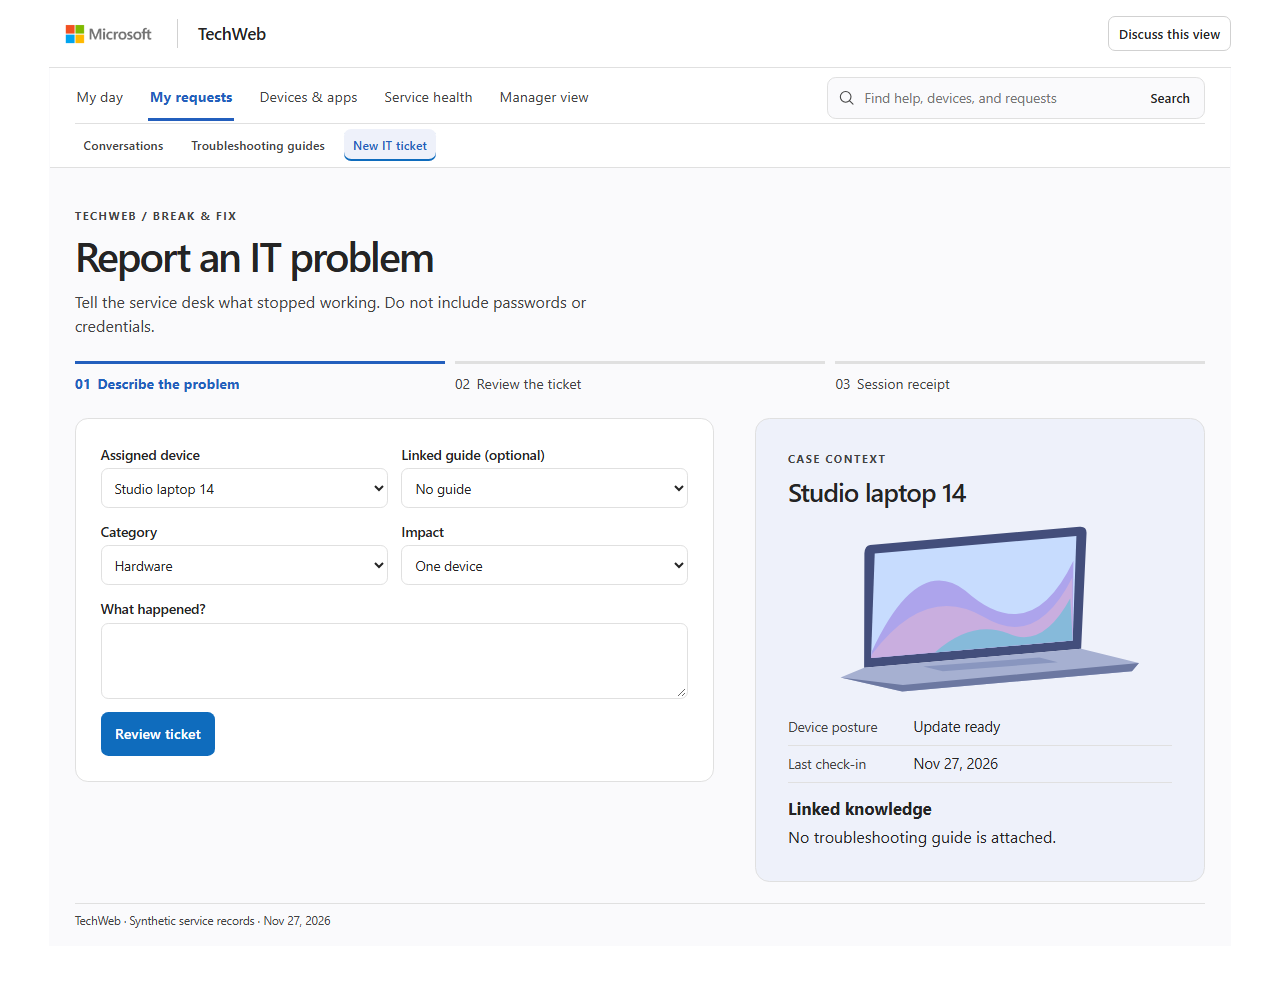 Microsoft
TechWeb
Discuss this view
My day
My requests
Devices & apps
Service health
Manager view
Find help, devices, and requests
Search
Conversations
Troubleshooting guides
New IT ticket
TECHWEB / BREAK & FIX
Report an IT problem
Tell the service desk what stopped working. Do not include passwords or
credentials.
01 Describe the problem
02 Review the ticket
03 Session receipt
Assigned device
Studio laptop 14
Linked guide (optional)
No guide
Category
Hardware
Impact
One device
What happened?
Review ticket
CASE CONTEXT
Studio laptop 14
Device posture
Update ready
Last check-in
Nov 27, 2026
Linked knowledge
No troubleshooting guide is attached.
TechWeb · Synthetic service records · Nov 27, 2026